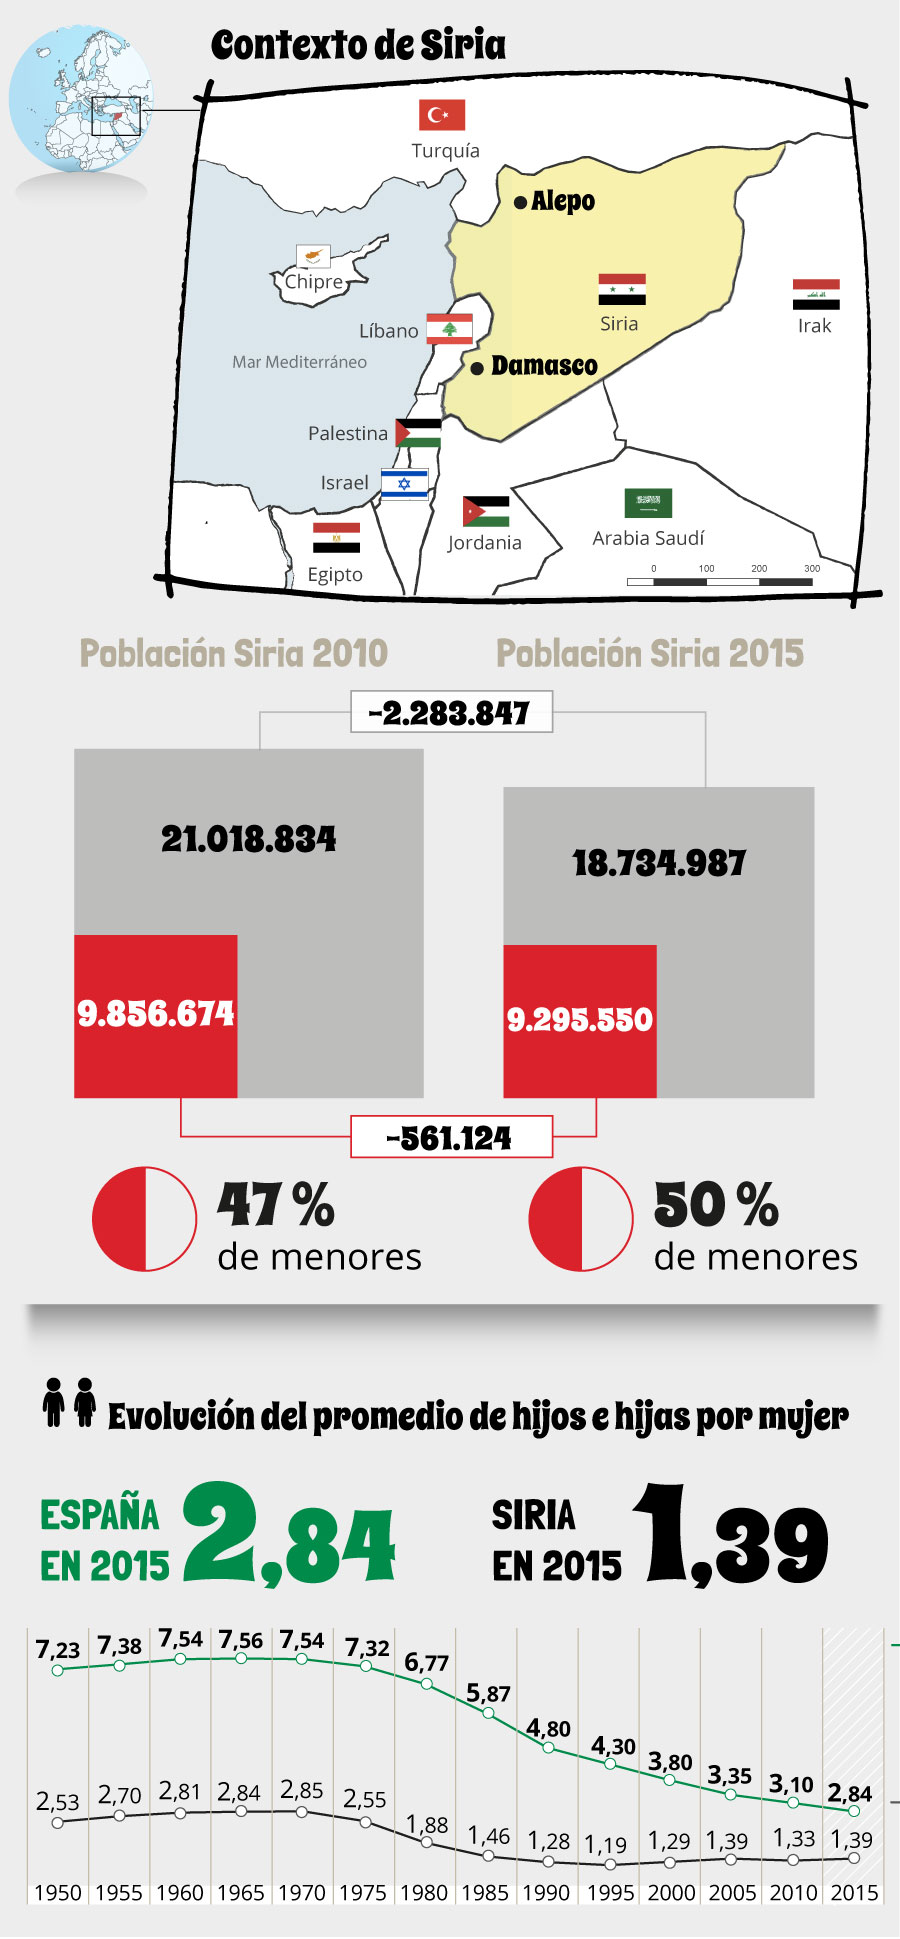 Contexto de Siria
Turquía
Alepo
Chipre
Siria
Irak
Líbano
Mar Mediterráneo
Damasco
Palestina
Israel
Jordania
Arabia Saudí
Egipto
0 100 200 300
Población Siria 2010
Población Siria 2015
-2.283.847
21.018.834
18.734.987
9.856.674
9.295.550
-561.124
47 %
de menores
50 %
de menores
Evolución del promedio de hijos e hijas por mujer
ESPAÑA
EN 2015
2,84
SIRIA
EN 2015
1,39
7,23 7,38 7,54 7,56 7,54 7,32 6,77 5,87 4,80 4,30 3,80 3,35 3,10 2,84
2,53 2,70 2,81 2,84 2,85 2,55 1,88 1,46 1,28 1,19 1,29 1,39 1,33 1,39
1950 1955 1960 1965 1970 1975 1980 1985 1990 1995 2000 2005 2010 2015